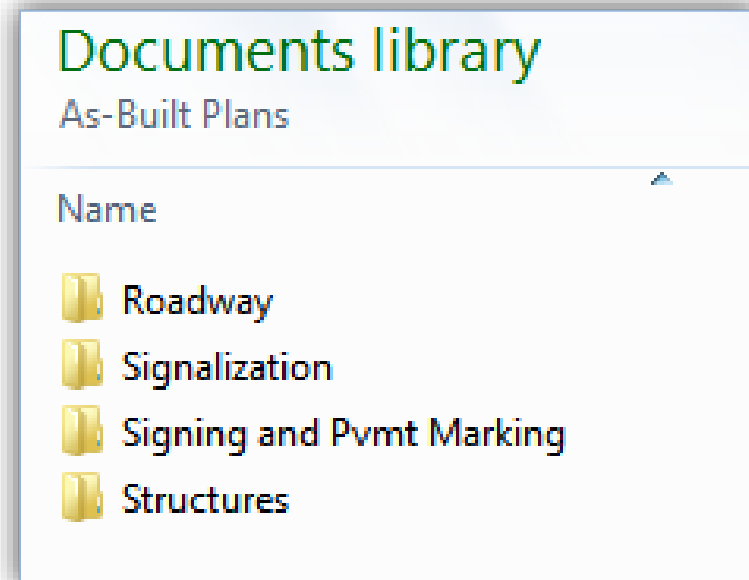 Documents library
As-Built Plans
Name
Roadway
Signalization
Signing and Pvmt Marking
Structures